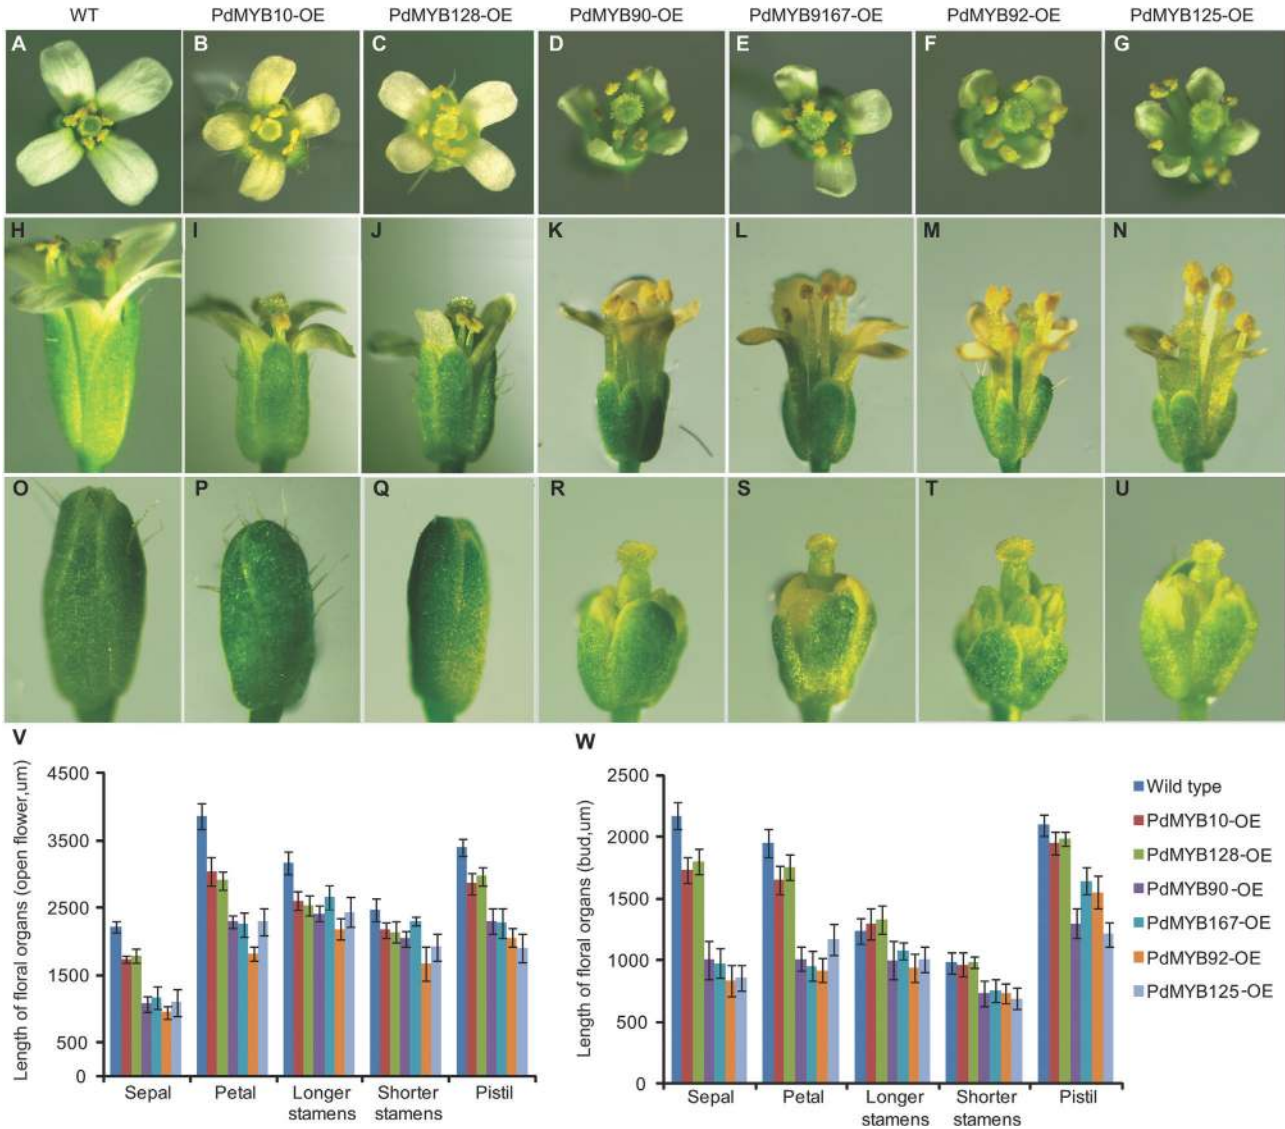 WT PdMYB10-OE PdMYB128-OE PdMYB90-OE PdMYB9167-OE PdMYB92-OE PdMYB125-OE
A B C D E F G
H I J K L M N
O P Q R S T U
V
Length of floral organs (open flower,um)
4500
3500
2500
1500
500
0
Sepal Petal Longer stamens Shorter stamens Pistil
W
Length of floral organs (bud,um)
2500
2000
1500
1000
500
0
Sepal Petal Longer stamens Shorter stamens Pistil
Wild type
PdMYB10-OE
PdMYB128-OE
PdMYB90-OE
PdMYB167-OE
PdMYB92-OE
PdMYB125-OE